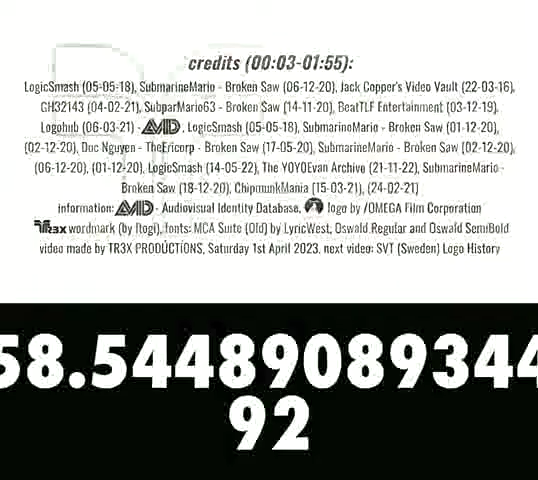 credits (00:03-01:55):
LogicSmash (05-05-18), SubmarineMario - Broken Saw (06-12-20), Jack Copper's Video Vault (22-03-16),
GH32143 (04-02-21), SubparMario63 - Broken Saw (14-11-20), BeatTLF Entertainment (03-12-19),
Logohub (06-03-21) - AVID, LogicSmash (05-05-18), SubmarineMario - Broken Saw (01-12-20),
(02-12-20), Duc Nguyen - TheEricorp - Broken Saw (17-05-20), SubmarineMario - Broken Saw (02-12-20),
(06-12-20), (01-12-20), LogicSmash (14-05-22), The YOYOEvan Archive (21-11-22), SubmarineMario -
Broken Saw (18-12-20), ChipmunkMania (15-03-21), (24-02-21)
information: AVID - Audiovisual Identity Database, logo by JOMEGA Film Corporation
TR3X wordmark (by ftogi), fonts: MCA Suite (Old) by LyricWest, Oswald Regular and Oswald SemiBold
video made by TR3X PRODUCTIONS, Saturday 1st April 2023. next video: SVT (Sweden) Logo History
58.54489089344
92